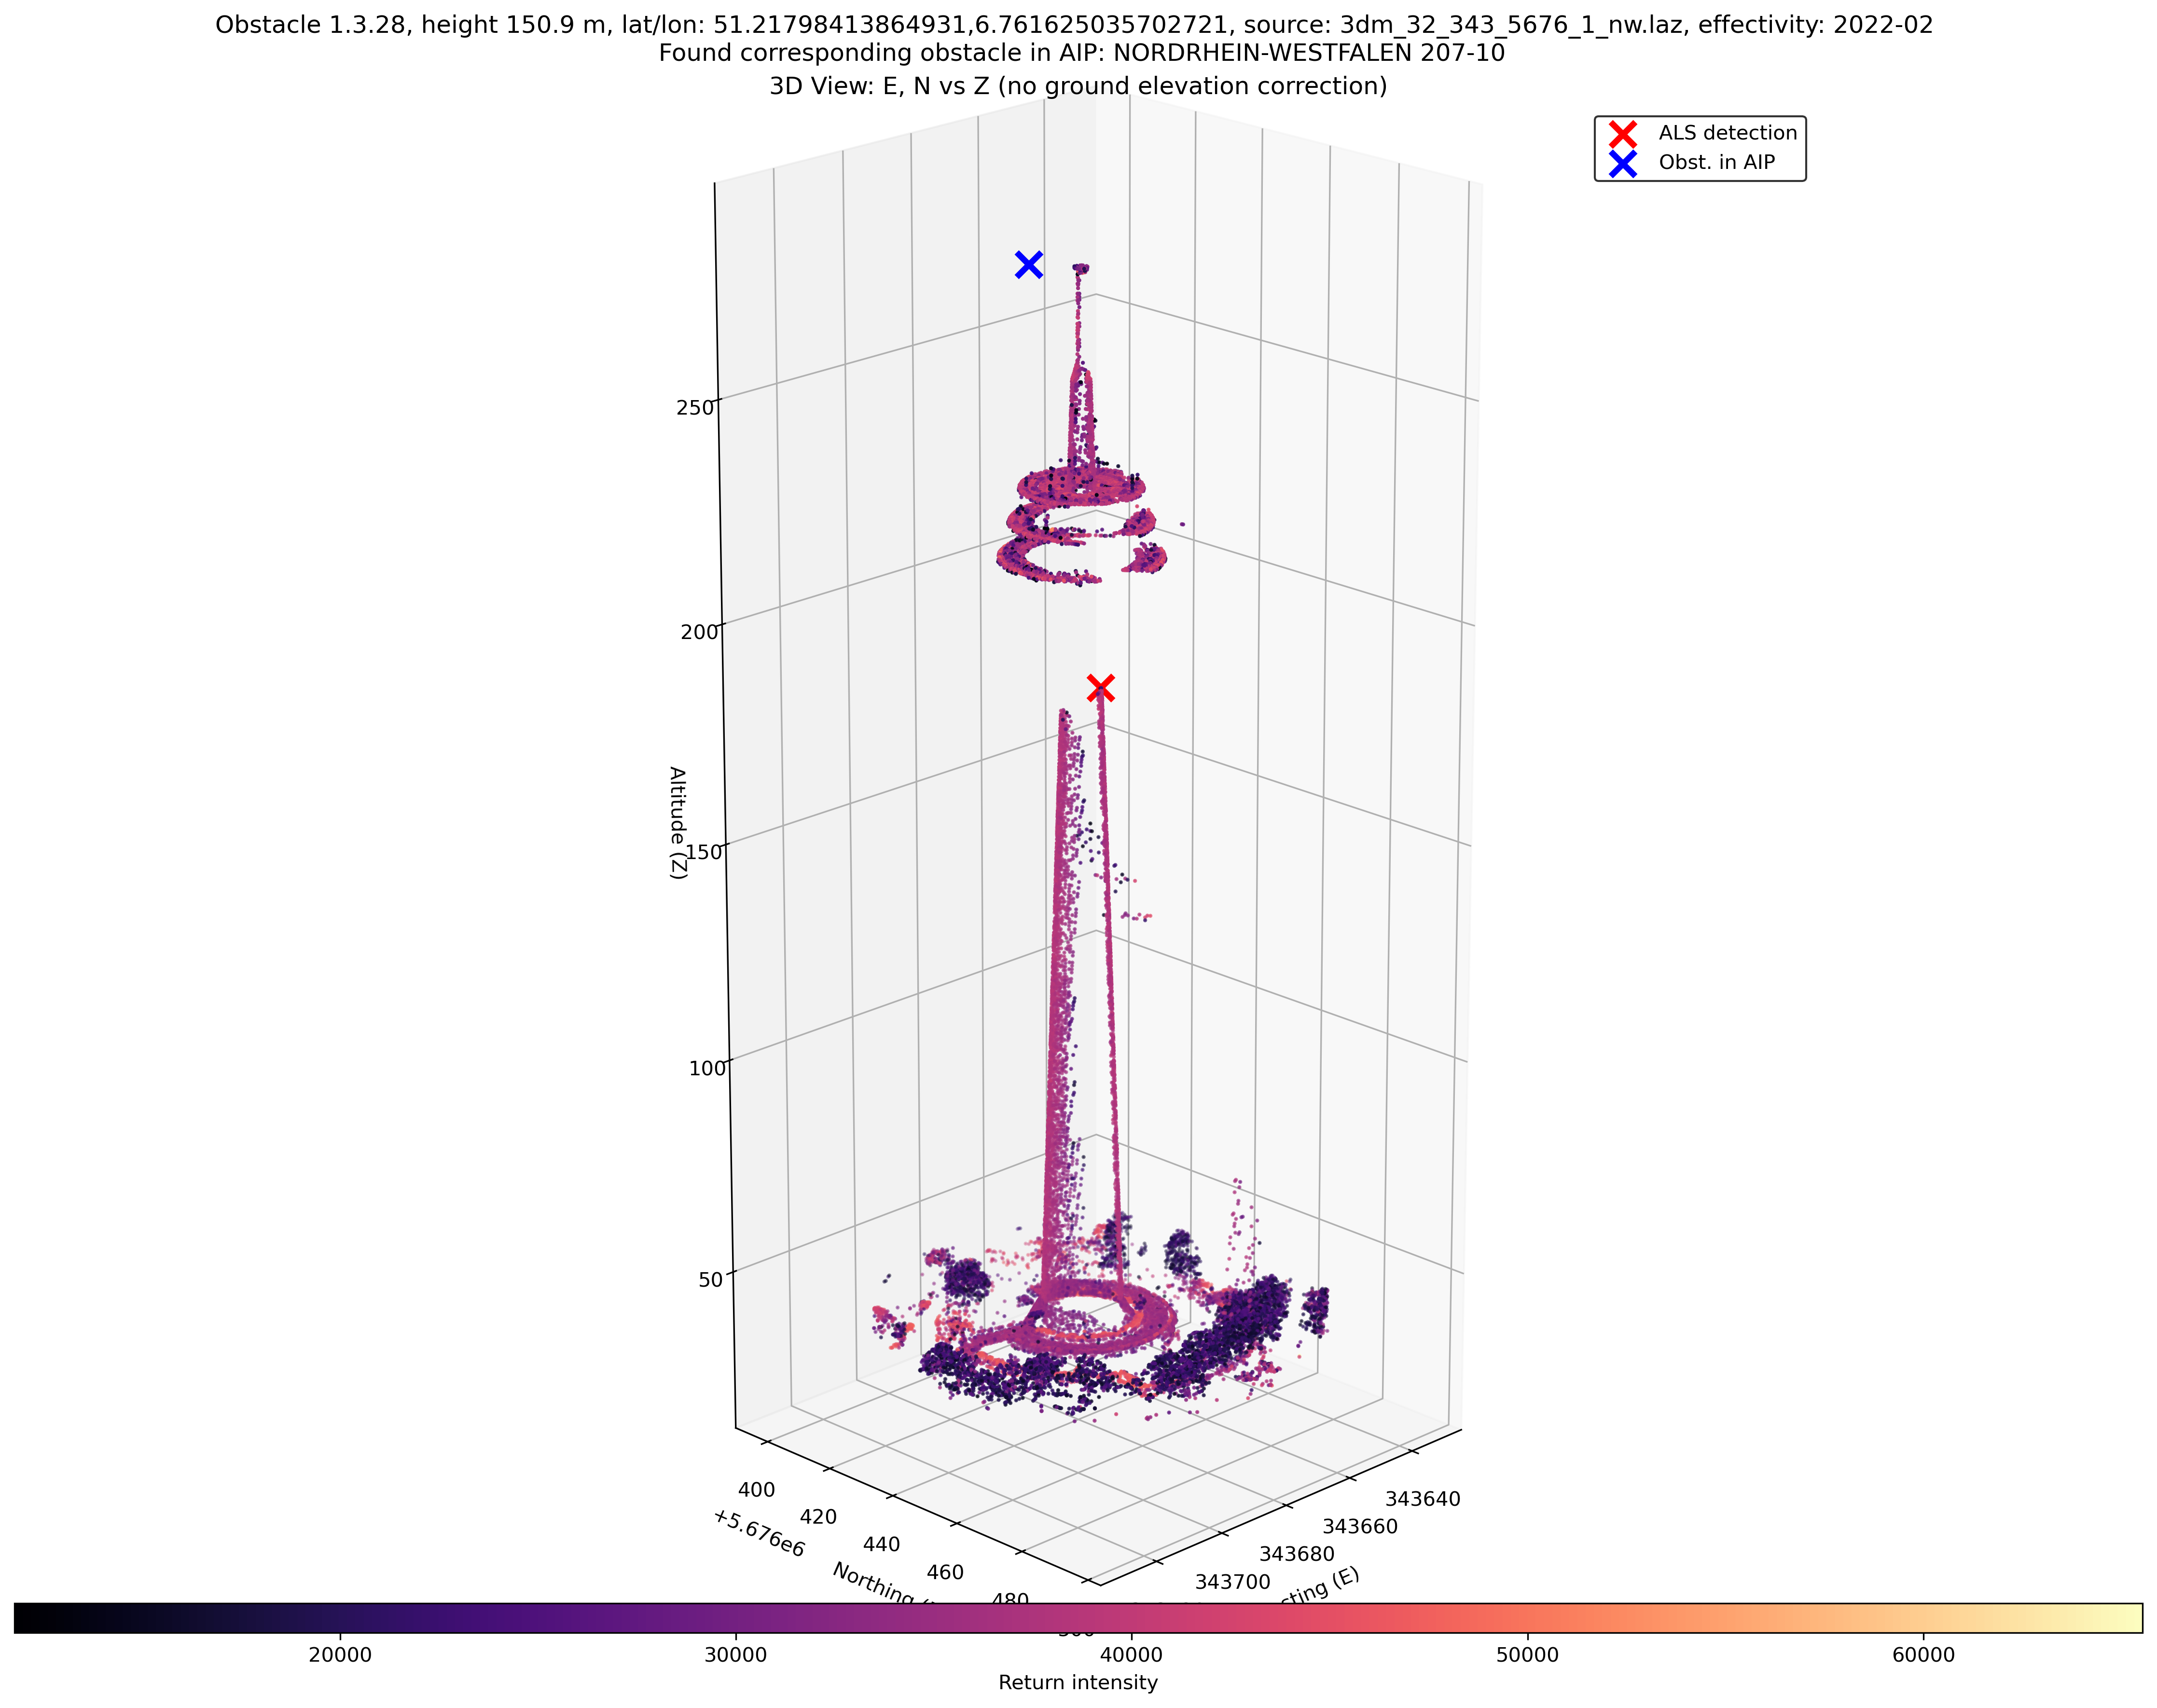 Obstacle 1.3.28, height 150.9 m, lat/lon: 51.21798413864931,6.761625035702721, source: 3dm_32_343_5676_1_nw.laz, effectivity: 2022-02
Found corresponding obstacle in AIP: NORDRHEIN-WESTFALEN 207-10
3D View: E, N vs Z (no ground elevation correction)
ALS detection
Obst. in AIP
250
200
150
100
50
Altitude (Z)
400
420
440
460
480
+5.676e6
Northing
343640
343660
343680
343700
sting (E)
20000
30000
40000
50000
60000
Return intensity